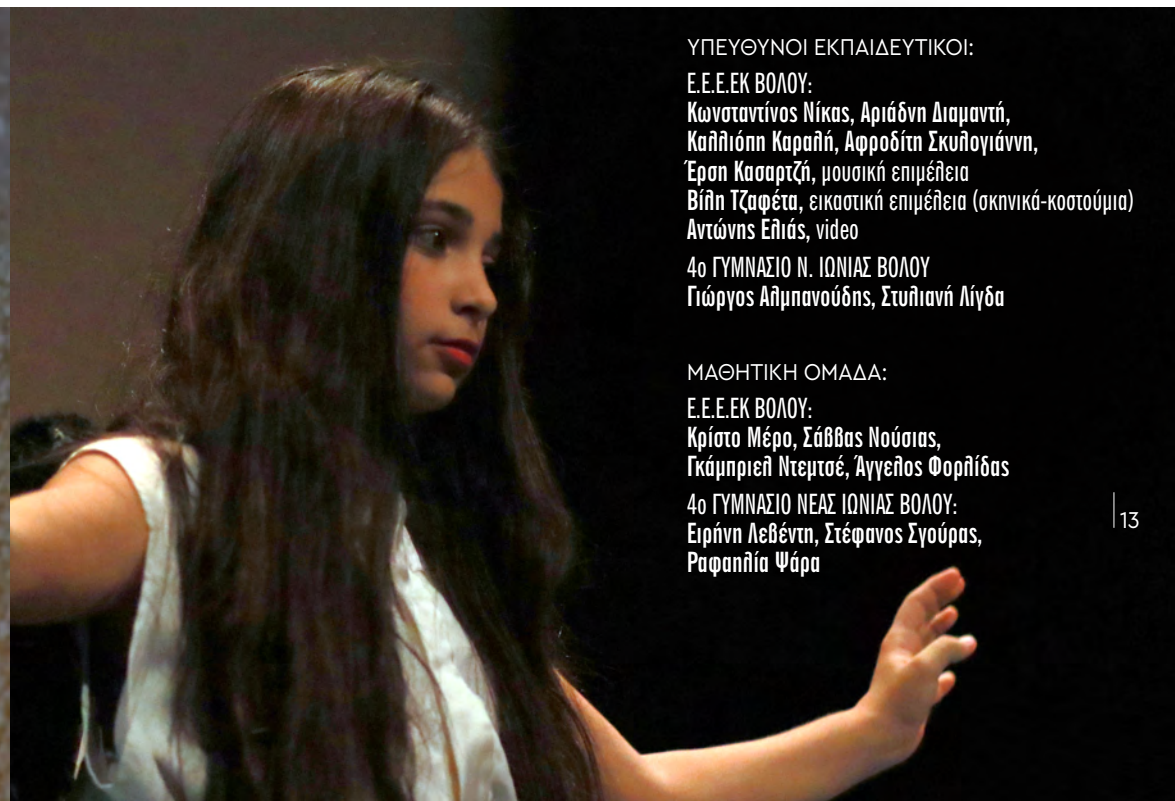 ΥΠΕΥΘΥΝΟΙ ΕΚΠΑΙΔΕΥΤΙΚΟΙ:
Ε.Ε.Ε.ΕΚ ΒΟΛΟΥ:
Κωνσταντίνος Νίκας, Αριάδνη Διαμαντή,
Καλλιόπη Καραλή, Αφροδίτη Σκυλογιάννη,
Έρση Κασαρτζή, μουσική επιμέλεια
Βίλη Τζαφέτα, εικαστική επιμέλεια (σκηνικά-κοστούμια)
Αντώνης Ελιάς, video
4ο ΓΥΜΝΑΣΙΟ Ν. ΙΩΝΙΑΣ ΒΟΛΟΥ
Γιώργος Αλμπανούδης, Στυλιανή Λίγδα
ΜΑΘΗΤΙΚΗ ΟΜΑΔΑ:
Ε.Ε.Ε.ΕΚ ΒΟΛΟΥ:
Κρίστο Μέρο, Σάββας Νούσιας,
Γκάμπριελ Ντεμτσέ, Άγγελος Φορλίδας
4ο ΓΥΜΝΑΣΙΟ ΝΕΑΣ ΙΩΝΙΑΣ ΒΟΛΟΥ:
Ειρήνη Λεβέντη, Στέφανος Σγούρας,
Ραφαηλία Ψάρα
13